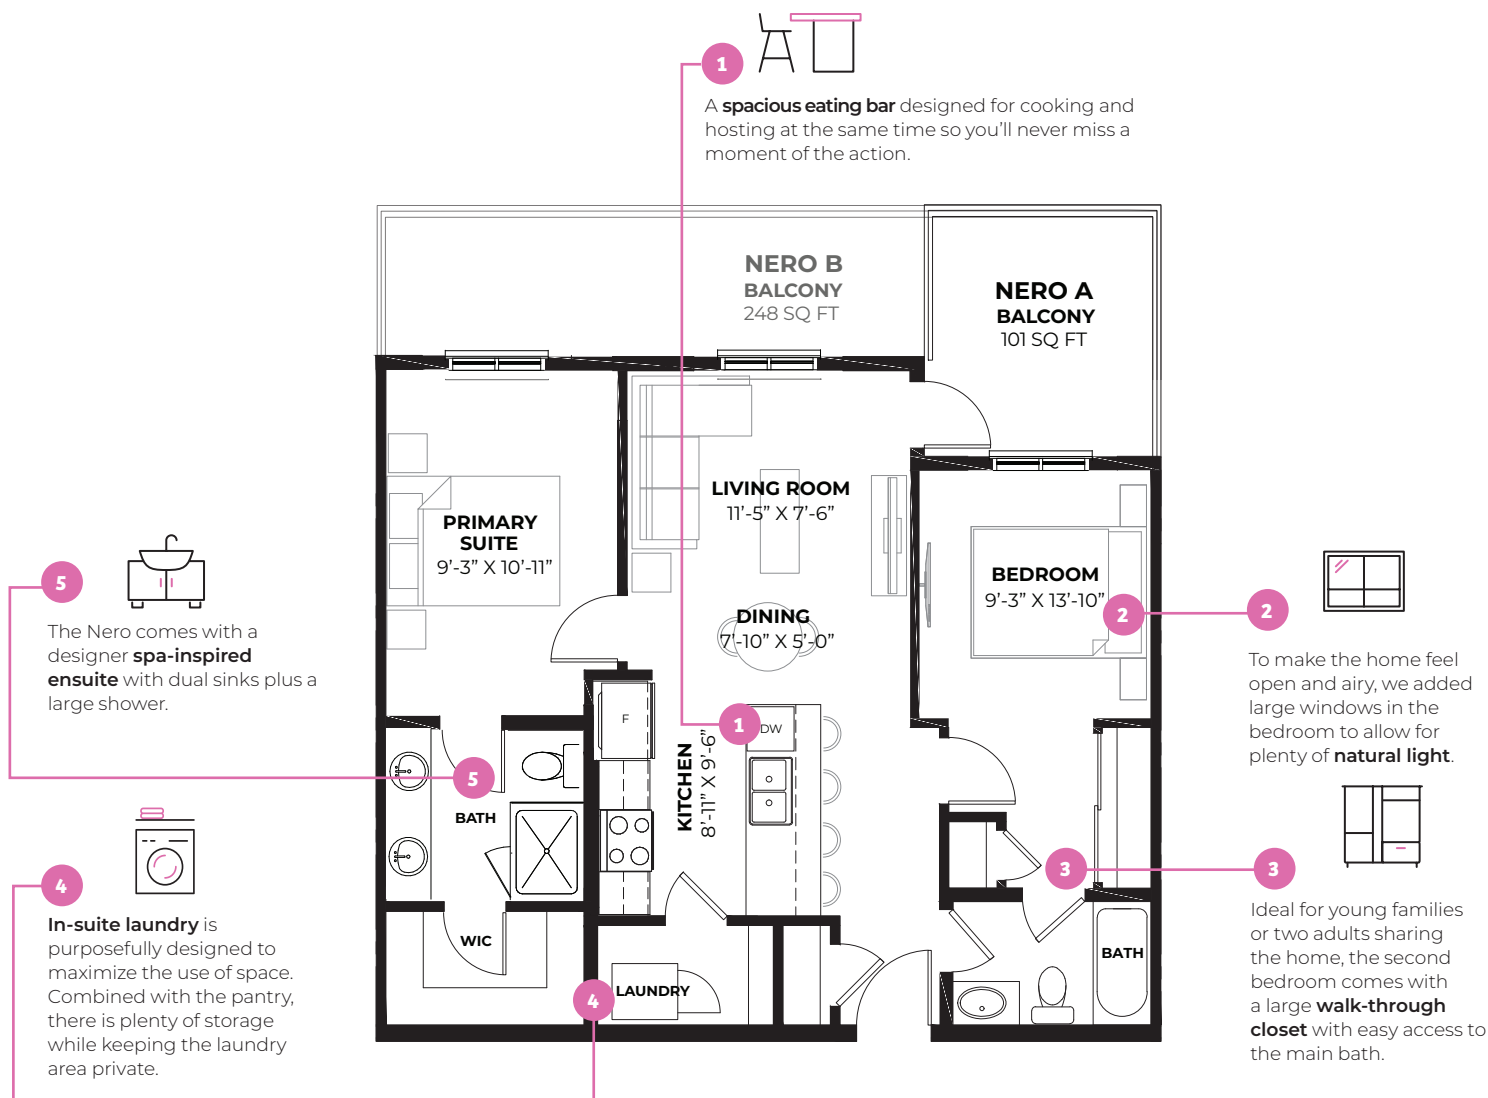 1
A spacious eating bar designed for cooking and
hosting at the same time so you’ll never miss a
moment of the action.
NERO B
BALCONY
248 SQ FT
NERO A
BALCONY
101 SQ FT
LIVING ROOM
11’-5” X 7’-6”
PRIMARY
SUITE
9’-3” X 10’-11”
BEDROOM
9’-3” X 13’-10”
2
2
To make the home feel
open and airy, we added
large windows in the
bedroom to allow for
plenty of natural light.
5
The Nero comes with a
designer spa-inspired
ensuite with dual sinks plus a
large shower.
DINING
7’-10” X 5’-0”
F
1
DW
KITCHEN
8’-11” X 9’-6”
5
BATH
3
3
Ideal for young families
or two adults sharing
the home, the second
bedroom comes with
a large walk-through
closet with easy access to
the main bath.
4
In-suite laundry is
purposefully designed to
maximize the use of space.
Combined with the pantry,
there is plenty of storage
while keeping the laundry
area private.
WIC
4
LAUNDRY
BATH